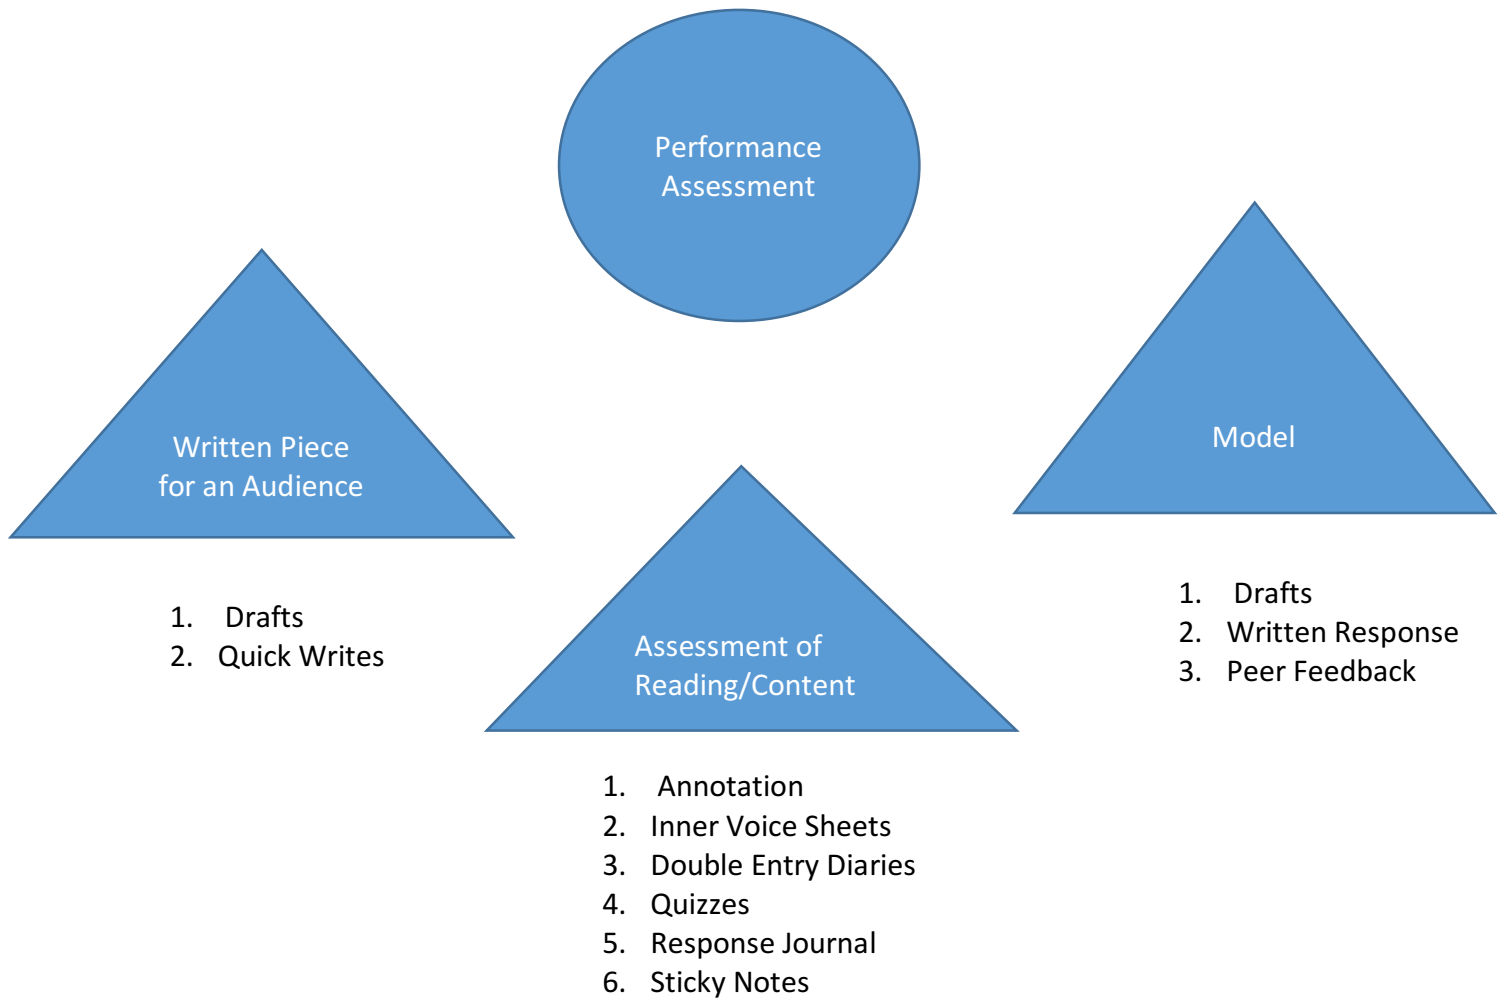 Performance
Assessment
Written Piece
for an Audience
1. Drafts
2. Quick Writes
Assessment of
Reading/Content
1. Annotation
2. Inner Voice Sheets
3. Double Entry Diaries
4. Quizzes
5. Response Journal
6. Sticky Notes
Model
1. Drafts
2. Written Response
3. Peer Feedback